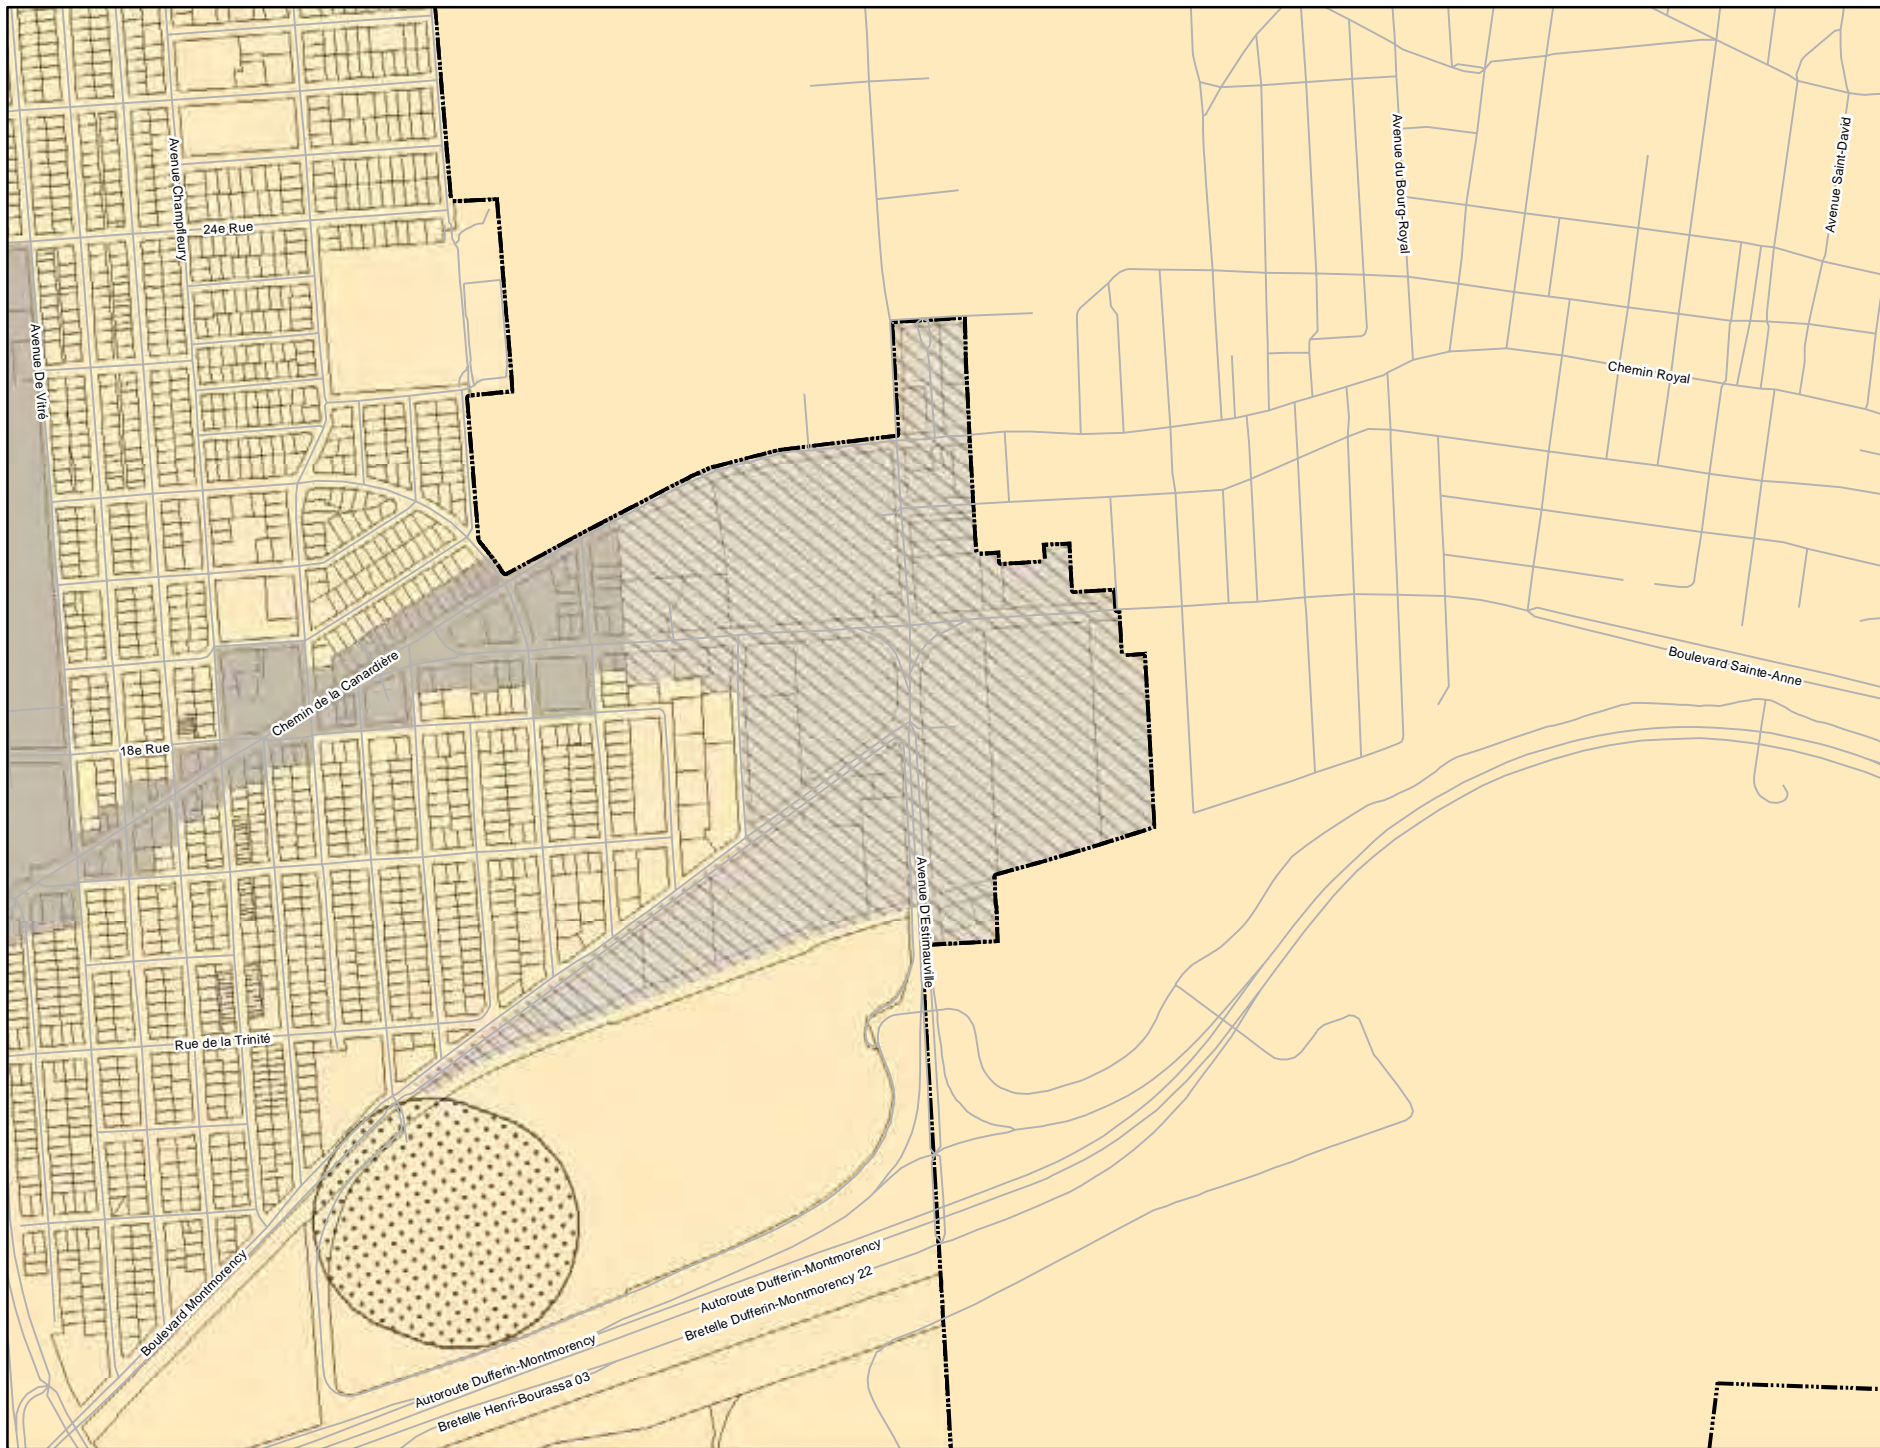 Avenue Champfleury
24e Rue
Avenue De Vitré
Avenue du Bourg-Royal
Avenue Saint-David
Chemin Royal
Boulevard Sainte-Anne
Chemin de la Canardière
18e Rue
Avenue D'Estimauville
Rue de la Trinité
Boulevard Montmorency
Autoroute Dufferin-Montmorency
Bretelle Dufferin-Montmorency 22
Autoroute Dufferin-Montmorency
Bretelle Henri-Bourassa 03